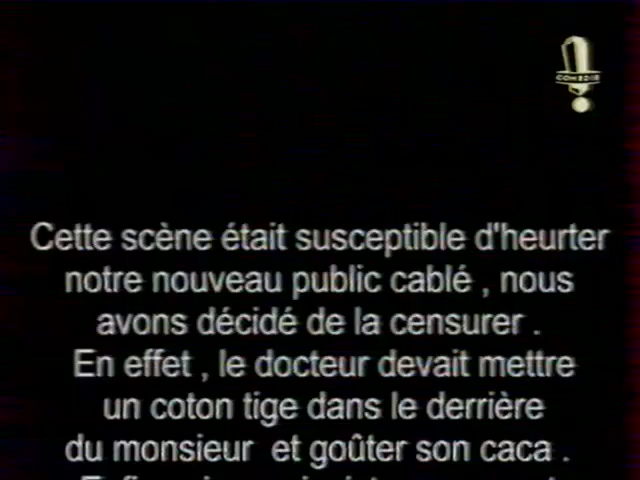 COMEDIE
Cette scène était susceptible d'heurter
notre nouveau public cablé , nous
avons décidé de la censurer .
En effet , le docteur devait mettre
un coton tige dans le derrière
du monsieur et goûter son caca .